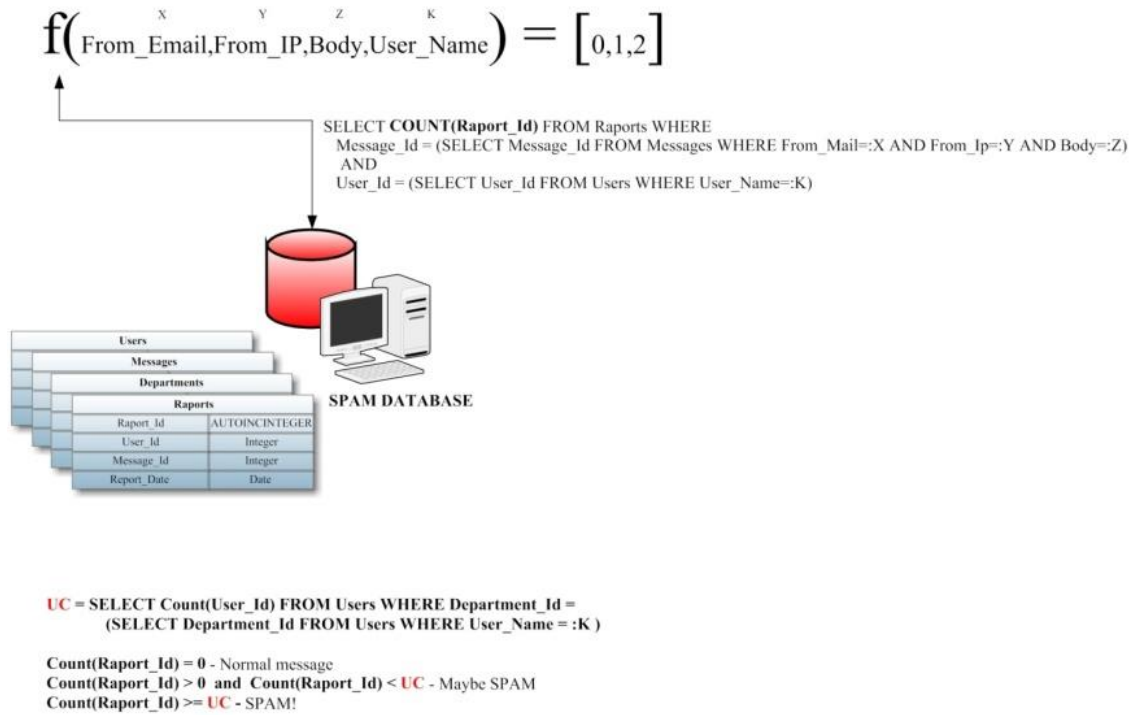 X Y Z K
f(From_Email,From_IP,Body,User_Name) = [0,1,2]
SELECT COUNT(Raport_Id) FROM Raports WHERE
Message_Id = (SELECT Message_Id FROM Messages WHERE From_Mail=:X AND From_Ip=:Y AND Body=:Z)
AND
User_Id = (SELECT User_Id FROM Users WHERE User_Name=:K)
Users
Messages
Departments
Raports
Raport_Id AUTOINCINTEGER
User_Id Integer
Message_Id Integer
Report_Date Date
SPAM DATABASE
UC = SELECT Count(User_Id) FROM Users WHERE Department_Id =
(SELECT Department_Id FROM Users WHERE User_Name = :K )
Count(Raport_Id) = 0 - Normal message
Count(Raport_Id) > 0 and Count(Raport_Id) < UC - Maybe SPAM
Count(Raport_Id) >= UC - SPAM!